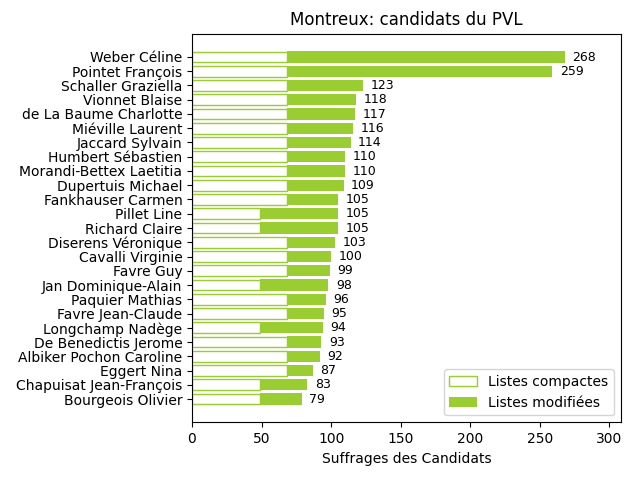 Montreux: candidats du PVL
Weber Céline 268
Pointet François 259
Schaller Graziella 123
Vionnet Blaise 118
de La Baume Charlotte 117
Miéville Laurent 116
Jaccard Sylvain 114
Humbert Sébastien 110
Morandi-Bettex Laetitia 110
Dupertuis Michael 109
Fankhauser Carmen 105
Pillet Line 105
Richard Claire 105
Diserens Véronique 103
Cavalli Virginie 100
Favre Guy 99
Jan Dominique-Alain 98
Paquier Mathias 96
Favre Jean-Claude 95
Longchamp Nadège 94
De Benedictis Jerome 93
Albiker Pochon Caroline 92
Eggert Nina 87
Chapuisat Jean-François 83
Bourgeois Olivier 79
Listes compactes
Listes modifiées
0 50 100 150 200 250 300
Suffrages des Candidats